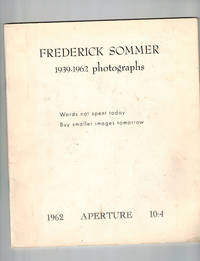 FREDERICK SOMMER
1939-1962 photographs
Words not spent today
Buy smaller images tomorrow
1962 APERTURE 10:4